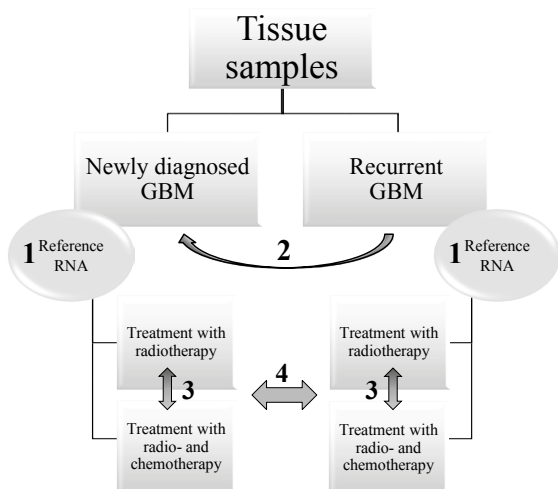 Tissue
samples
Newly diagnosed
GBM
Recurrent
GBM
1 Reference
RNA
2
1 Reference
RNA
Treatment with
radiotherapy
Treatment with
radiotherapy
3
4
3
Treatment with
radio- and
chemotherapy
Treatment with
radio- and
chemotherapy